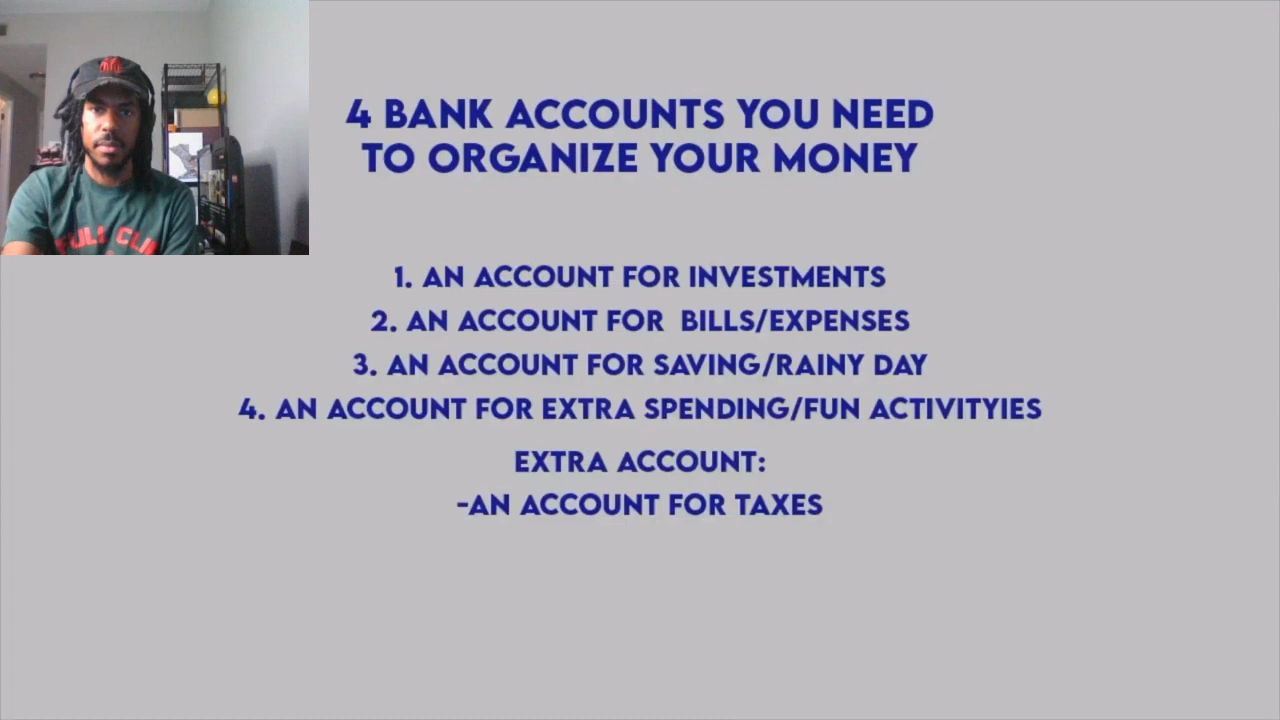 4 BANK ACCOUNTS YOU NEED
TO ORGANIZE YOUR MONEY
1. AN ACCOUNT FOR INVESTMENTS
2. AN ACCOUNT FOR BILLS/EXPENSES
3. AN ACCOUNT FOR SAVING/RAINY DAY
4. AN ACCOUNT FOR EXTRA SPENDING/FUN ACTIVITYIES
EXTRA ACCOUNT:
-AN ACCOUNT FOR TAXES